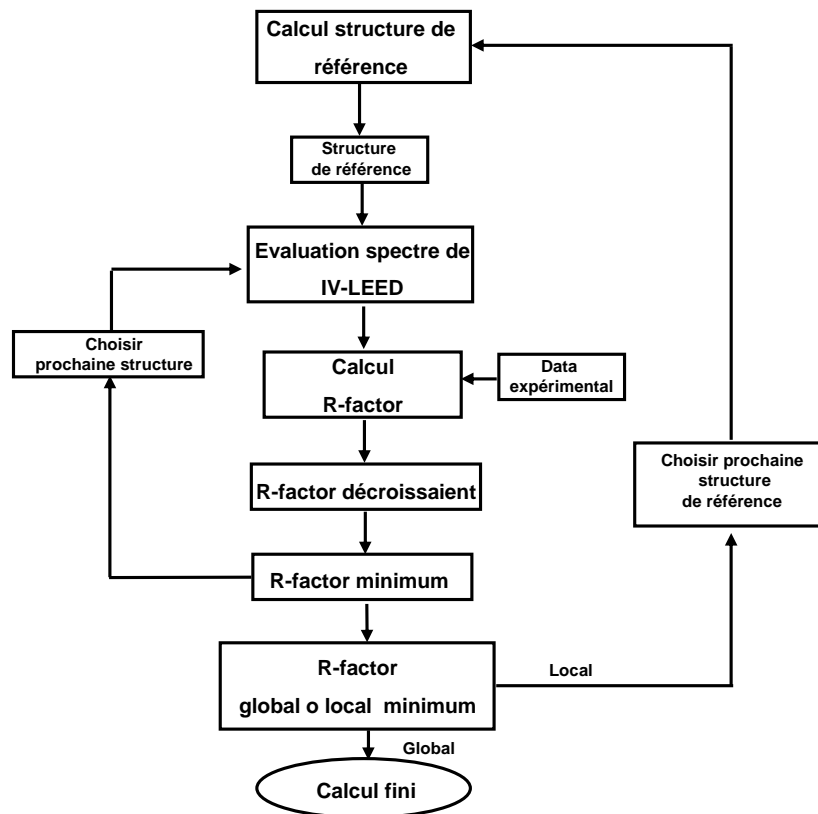 Calcul structure de
référence
Structure
de référence
Evaluation spectre de
IV-LEED
Choisir
prochaine structure
Calcul
R-factor
Data
expérimental
R-factor décroissaient
Choisir prochaine
structure
de référence
R-factor minimum
R-factor
global o local minimum
Local
Global
Calcul fini